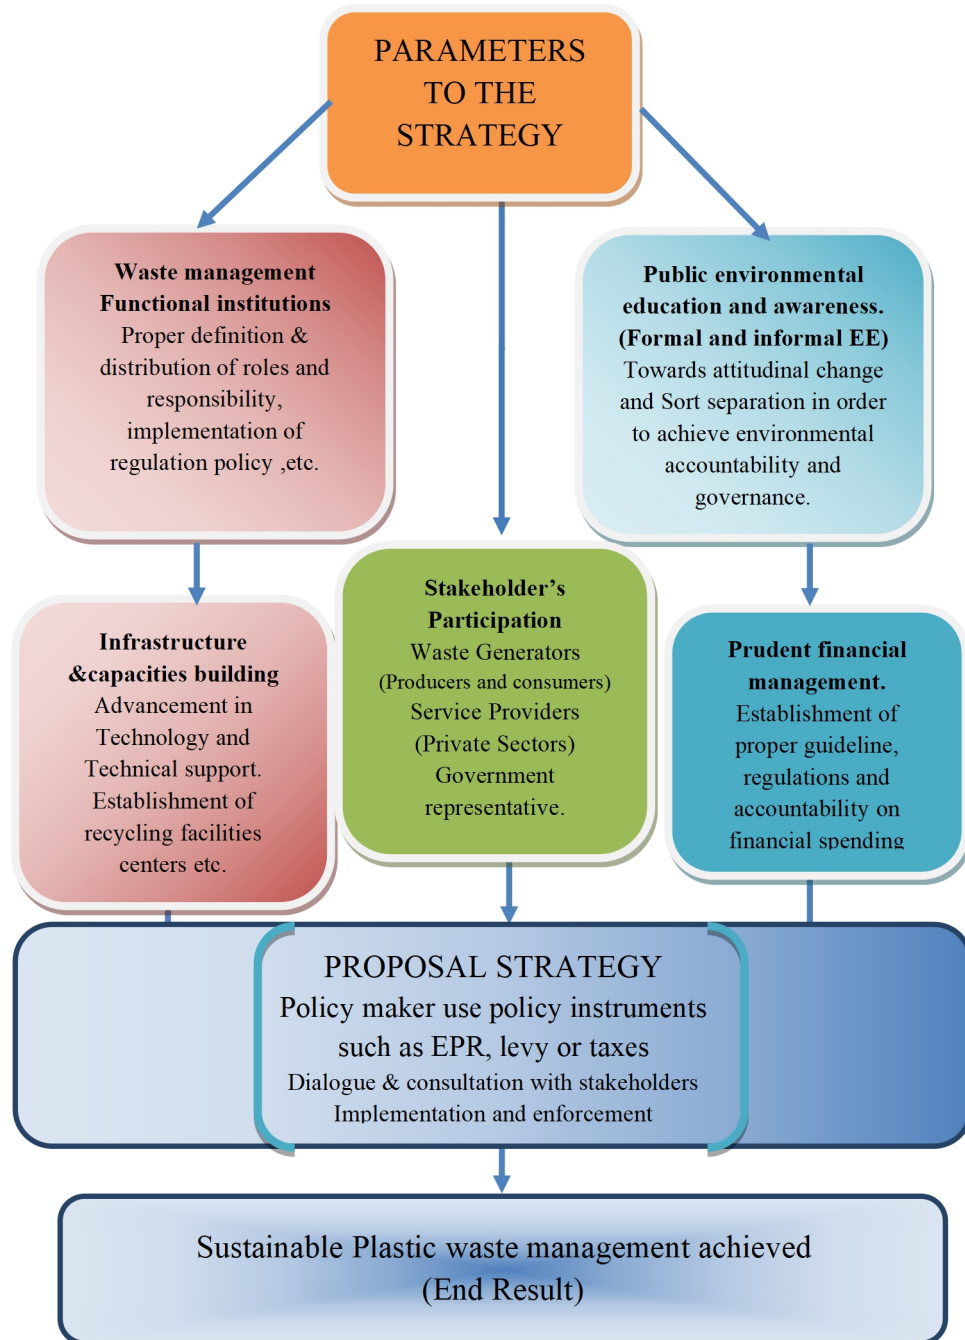 PARAMETERS
TO THE
STRATEGY
Waste management
Functional institutions
Proper definition &
distribution of roles and
responsibility,
implementation of
regulation policy ,etc.
Public environmental
education and awareness.
(Formal and informal EE)
Towards attitudinal change
and Sort separation in order
to achieve environmental
accountability and
governance.
Infrastructure
&capacities building
Advancement in
Technology and
Technical support.
Establishment of
recycling facilities
centers etc.
Stakeholder’s
Participation
Waste Generators
(Producers and consumers)
Service Providers
(Private Sectors)
Government
representative.
Prudent financial
management.
Establishment of
proper guideline,
regulations and
accountability on
financial spending
PROPOSAL STRATEGY
Policy maker use policy instruments
such as EPR, levy or taxes
Dialogue & consultation with stakeholders
Implementation and enforcement
Sustainable Plastic waste management achieved
(End Result)